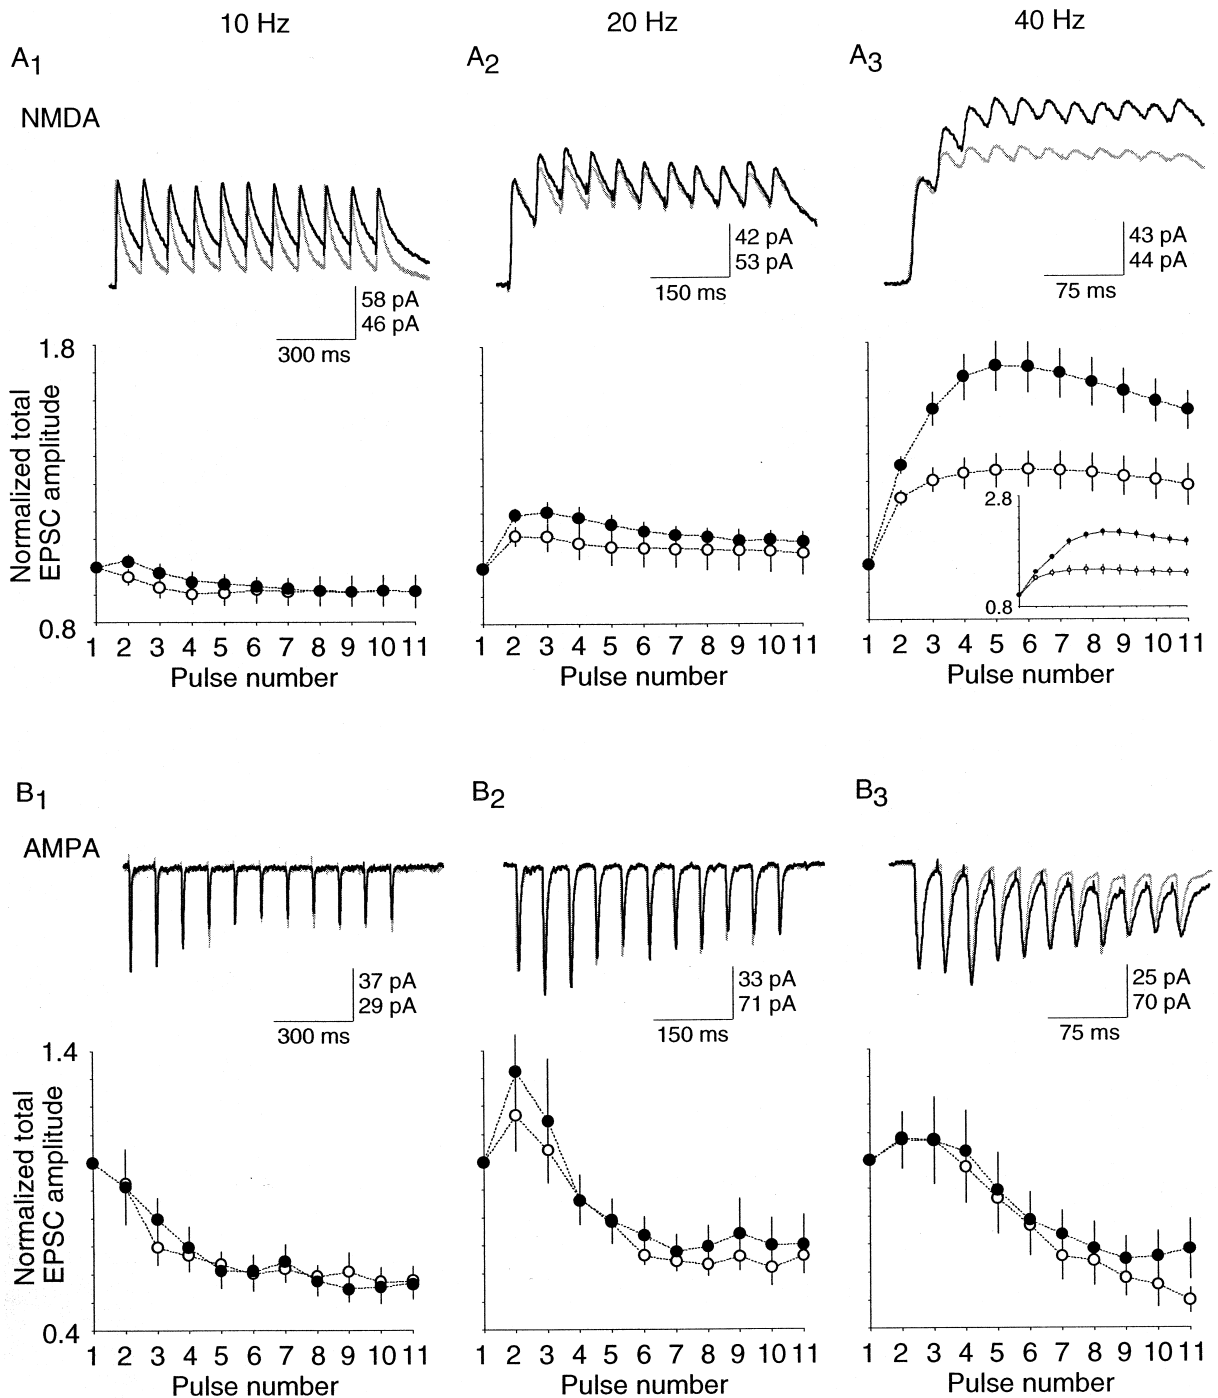 10 Hz 20 Hz 40 Hz
A1 A2 A3
NMDA
58 pA
46 pA
300 ms
42 pA
53 pA
150 ms
43 pA
44 pA
75 ms
Normalized total
EPSC amplitude
1.8
0.8
1 2 3 4 5 6 7 8 9 10 11
Pulse number
1 2 3 4 5 6 7 8 9 10 11
Pulse number
2.8
0.8
1 2 3 4 5 6 7 8 9 10 11
Pulse number
B1 B2 B3
AMPA
37 pA
29 pA
300 ms
33 pA
71 pA
150 ms
25 pA
70 pA
75 ms
Normalized total
EPSC amplitude
1.4
0.4
1 2 3 4 5 6 7 8 9 10 11
Pulse number
1 2 3 4 5 6 7 8 9 10 11
Pulse number
1 2 3 4 5 6 7 8 9 10 11
Pulse number